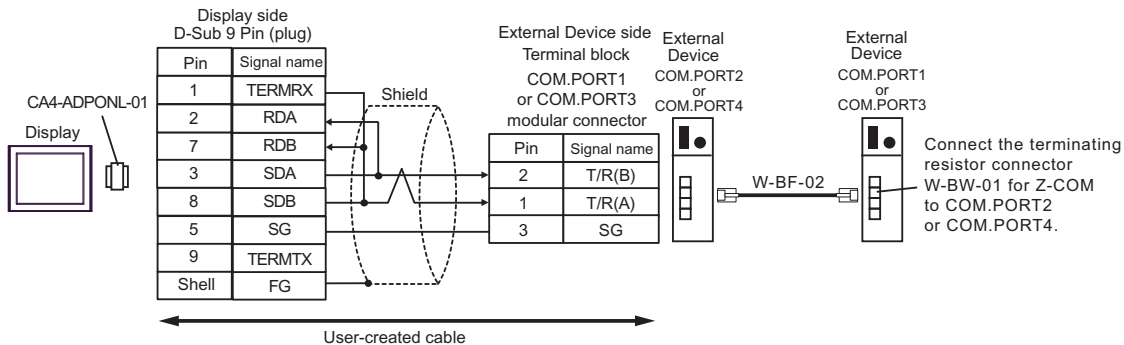 Display side
D-Sub 9 Pin (plug)
Pin Signal name
1 TERMRX
2 RDA
7 RDB
3 SDA
8 SDB
5 SG
9 TERMTX
Shell FG
CA4-ADPONL-01
Display
Shield
External Device side
Terminal block
COM.PORT1
or COM.PORT3
modular connector
Pin Signal name
2 T/R(B)
1 T/R(A)
3 SG
External
Device
COM.PORT2
or
COM.PORT4
W-BF-02
External
Device
COM.PORT1
or
COM.PORT3
Connect the terminating
resistor connector
W-BW-01 for Z-COM
to COM.PORT2
or COM.PORT4.
User-created cable